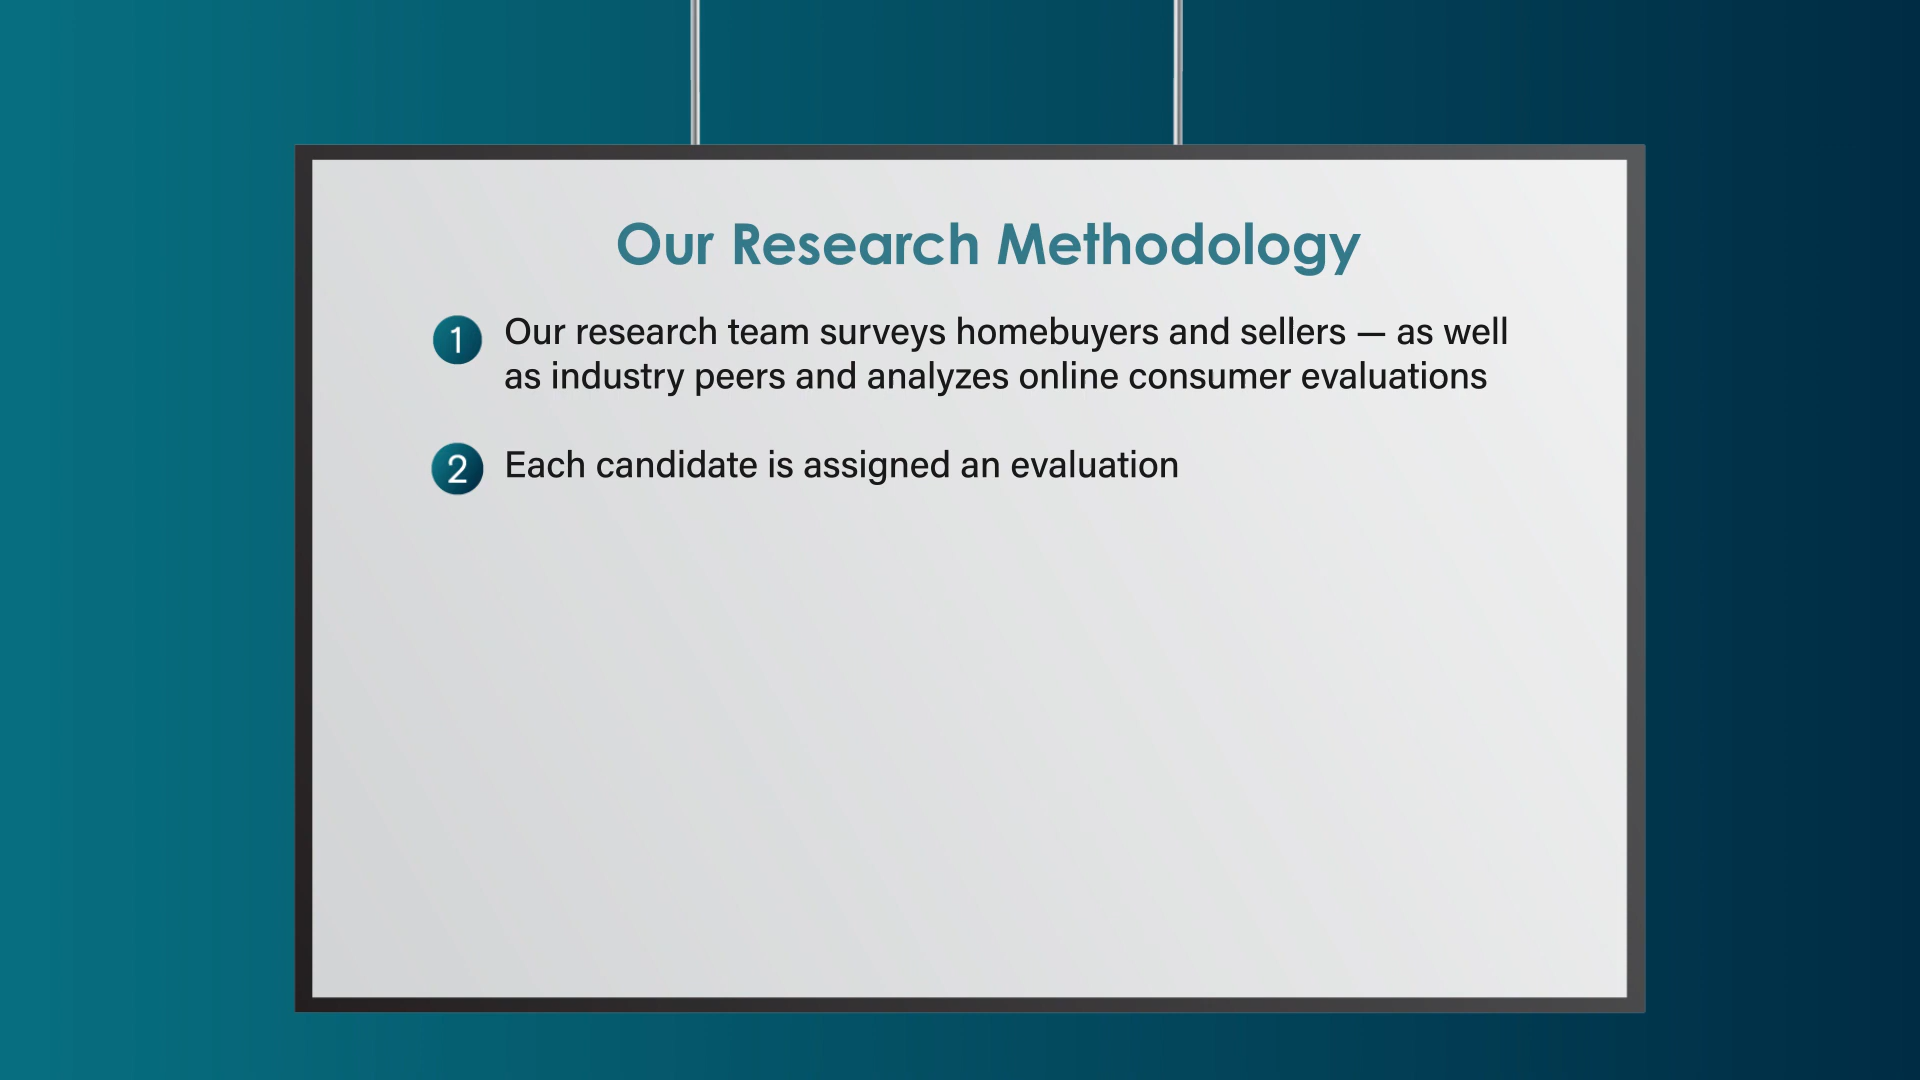 Our Research Methodology
1 Our research team surveys homebuyers and sellers — as well
as industry peers and analyzes online consumer evaluations
2 Each candidate is assigned an evaluation